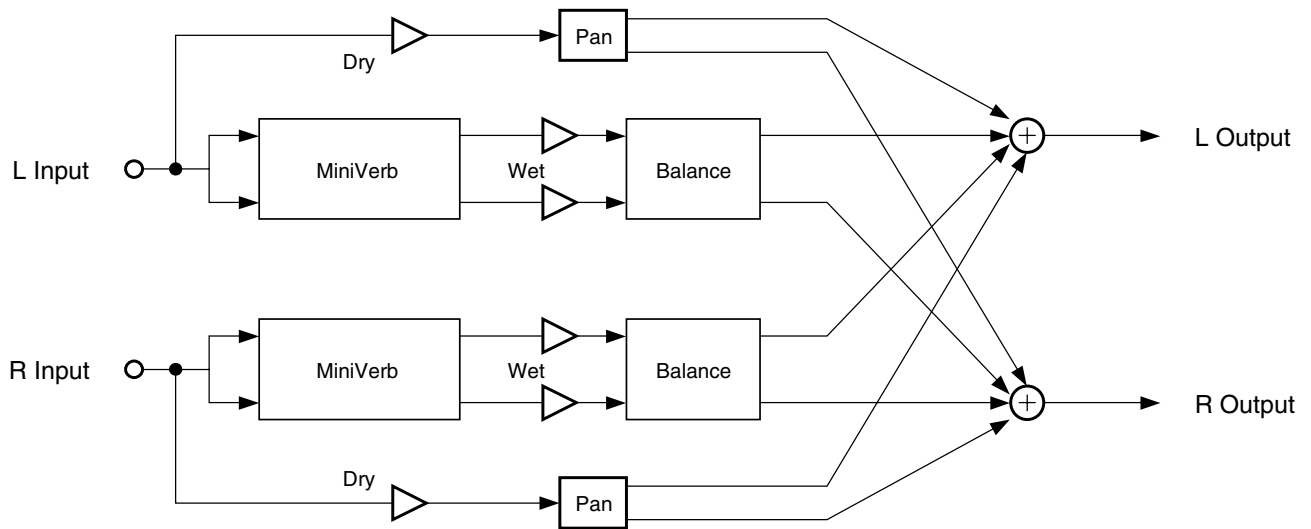 Pan
Dry
L Input
MiniVerb
Wet
Balance
+
L Output
R Input
MiniVerb
Wet
Balance
+
R Output
Dry
Pan